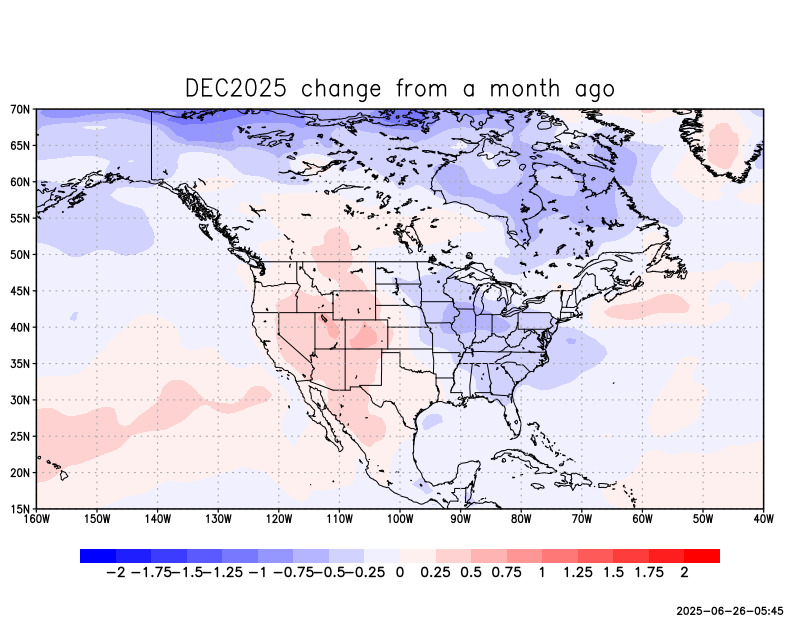 DEC2025 change from a month ago
70N
65N
60N
55N
50N
45N
40N
35N
30N
25N
20N
15N
160W 150W 140W 130W 120W 110W 100W 90W 80W 70W 60W 50W 40W
-2 -1.75 -1.5 -1.25 -1 -0.75 -0.5 -0.25 0 0.25 0.5 0.75 1 1.25 1.5 1.75 2
2025-06-26-05:45